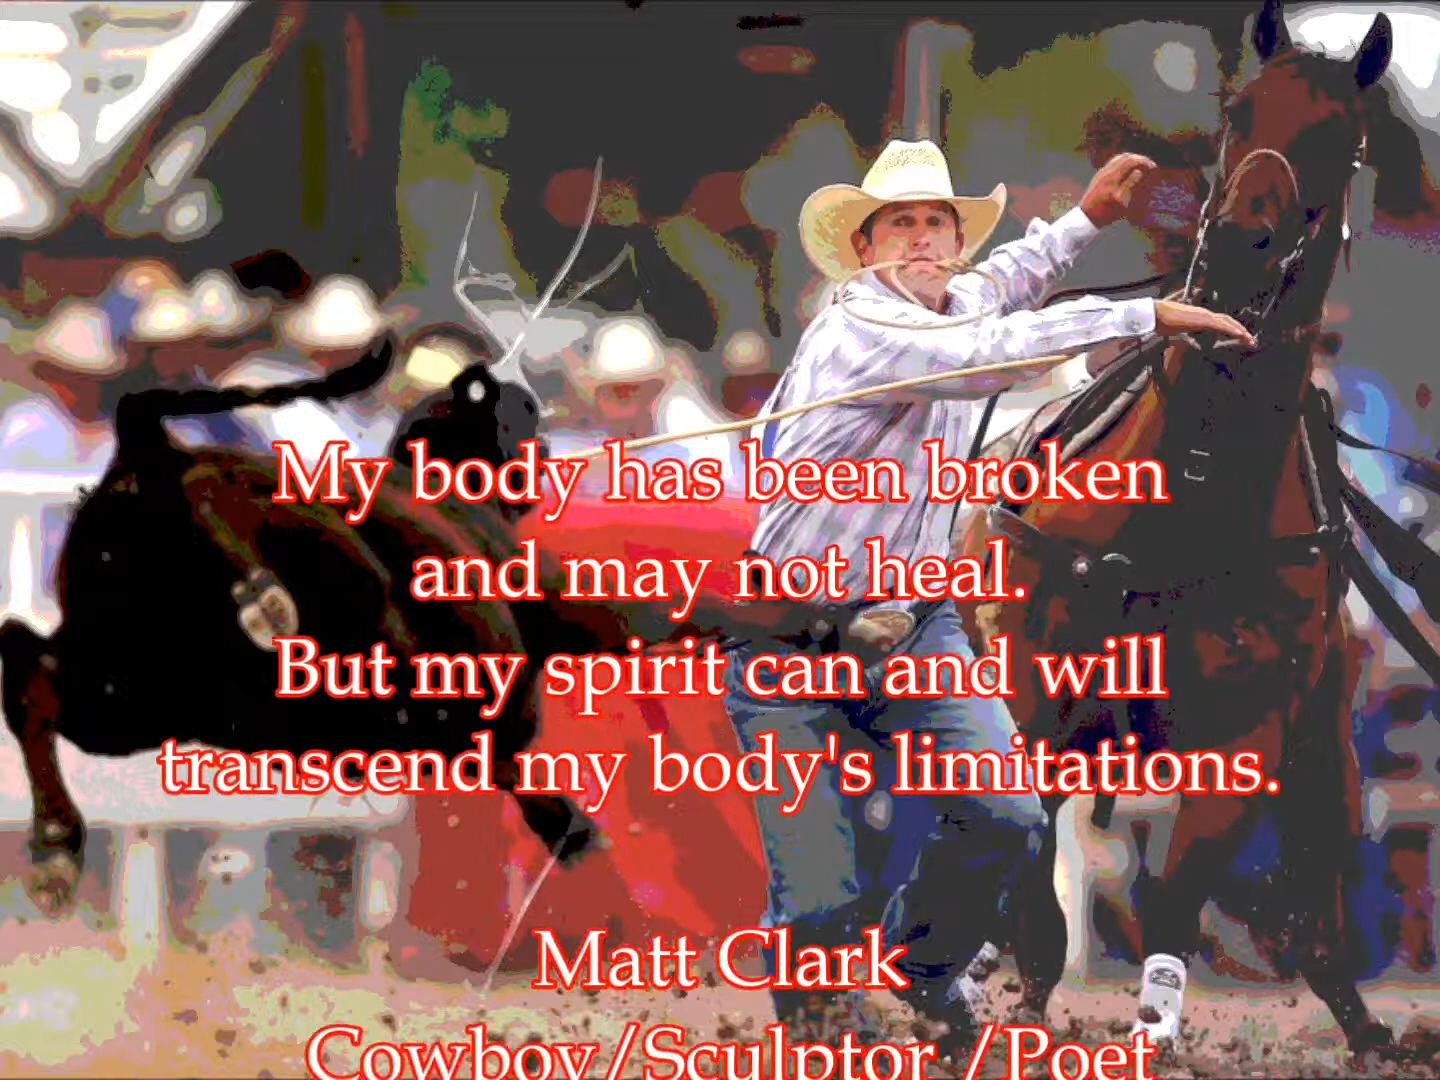 My body has been broken
and may not heal.
But my spirit can and will
transcend my body's limitations.
Matt Clark
Cowboy/Sculptor /Poet